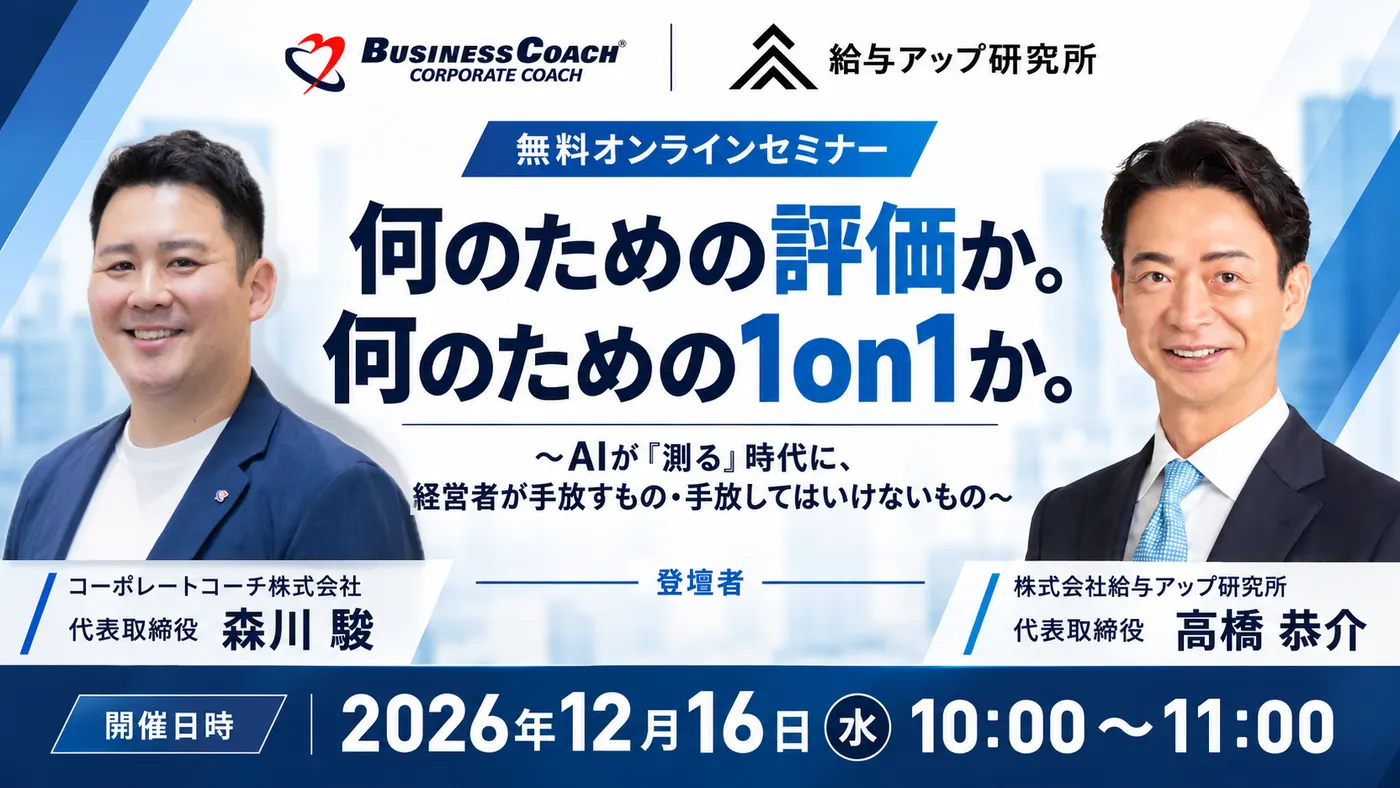 BUSINESSCOACH®
CORPORATE COACH
給与アップ研究所
無料オンラインセミナー
何のための評価か。
何のための1on1か。
～AIが『測る』時代に、
経営者が手放すもの・手放してはいけないもの～
登壇者
コーポレートコーチ株式会社
代表取締役 森川 駿
株式会社給与アップ研究所
代表取締役 高橋 恭介
開催日時
2026年12月16日 水 10:00～11:00